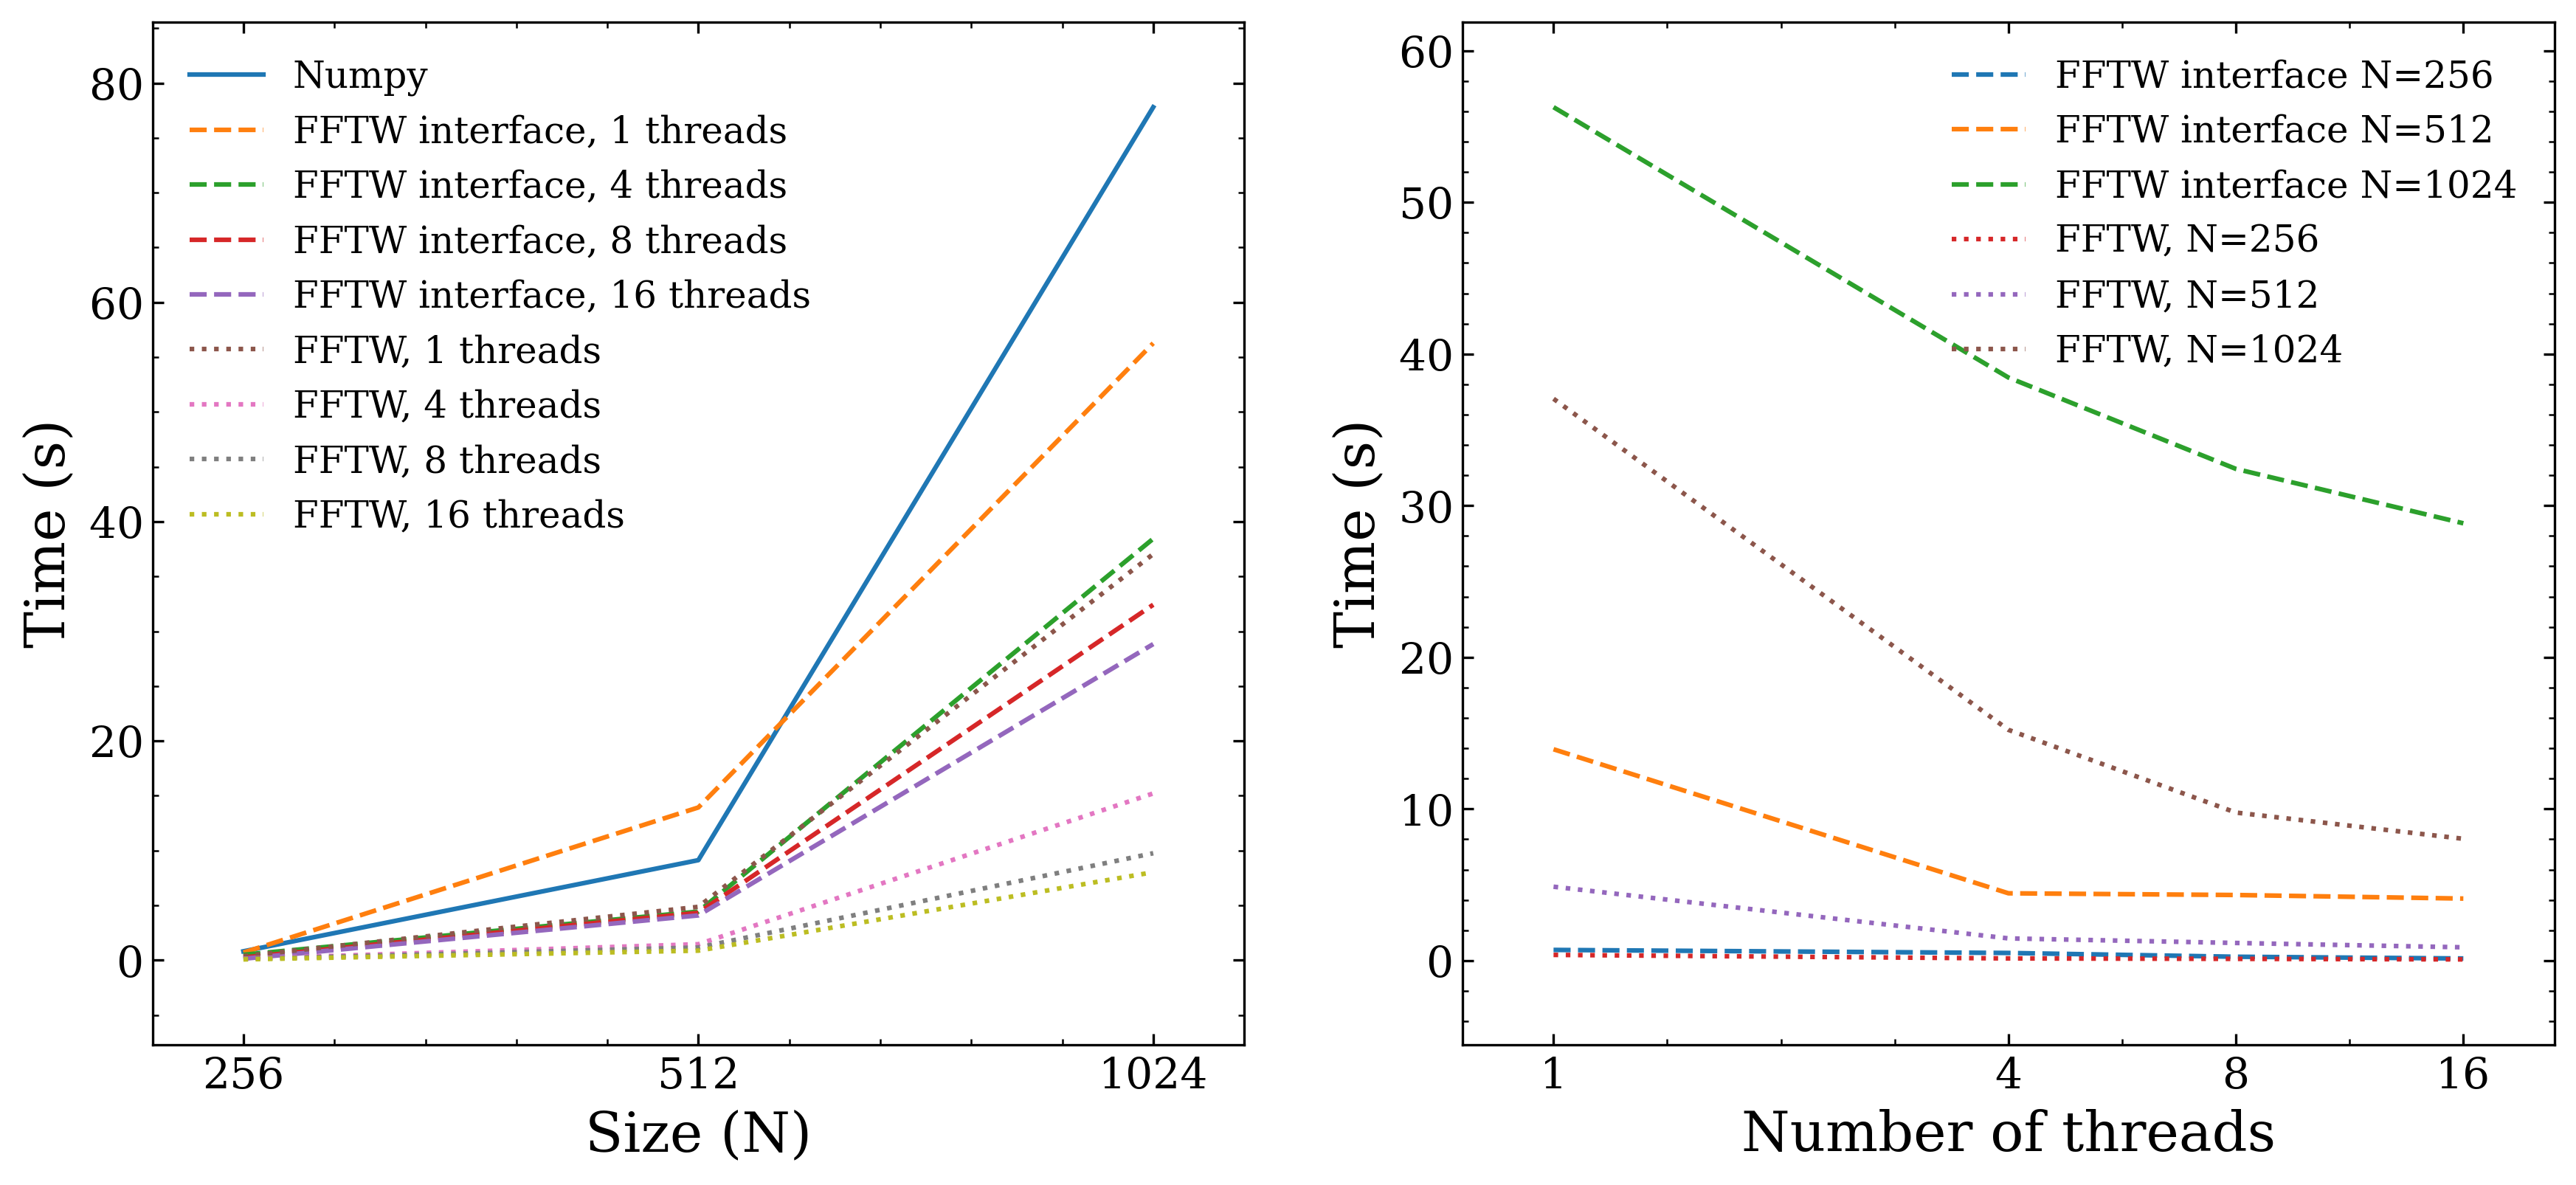 80
60
40
20
0
Time (s)
256
512
1024
Size (N)
Numpy
FFTW interface, 1 threads
FFTW interface, 4 threads
FFTW interface, 8 threads
FFTW interface, 16 threads
FFTW, 1 threads
FFTW, 4 threads
FFTW, 8 threads
FFTW, 16 threads
60
50
40
30
20
10
0
Time (s)
1
4
8
16
Number of threads
FFTW interface N=256
FFTW interface N=512
FFTW interface N=1024
FFTW, N=256
FFTW, N=512
FFTW, N=1024